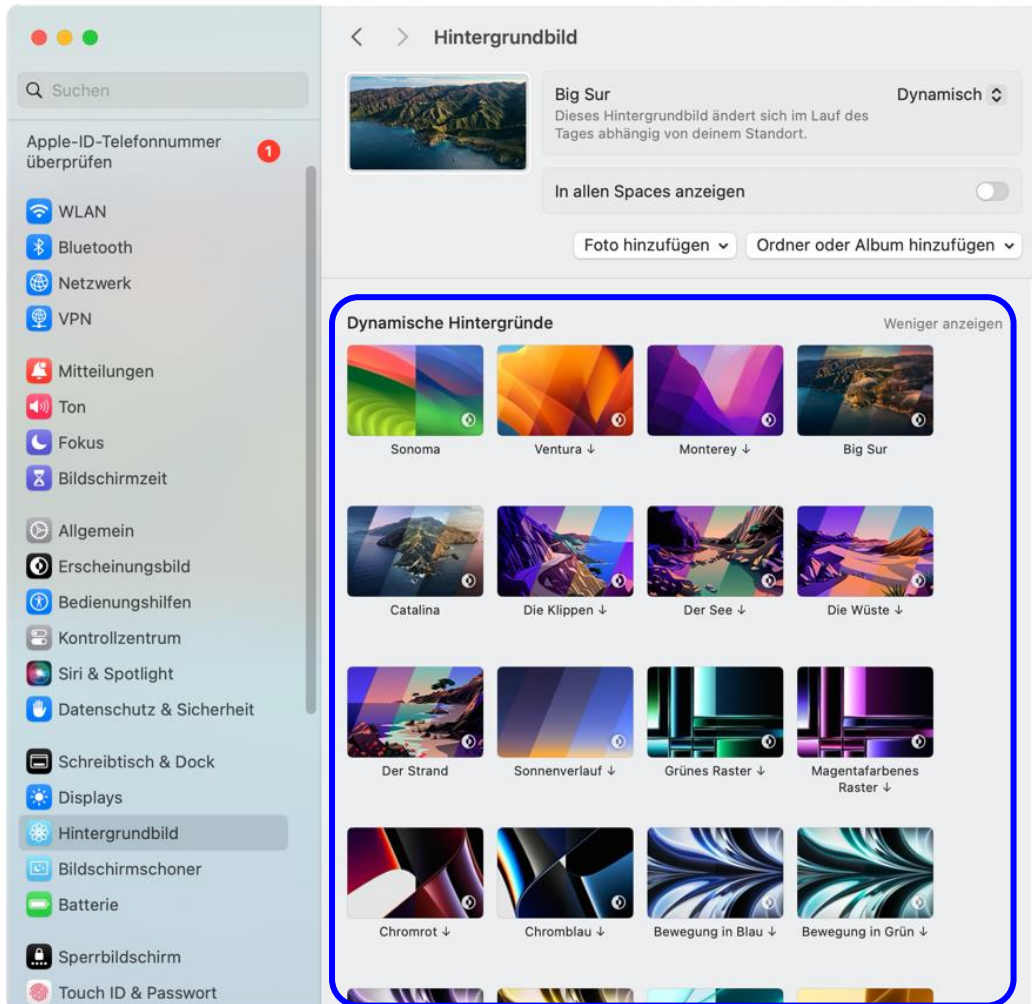 Hintergrundbild
Suchen
Apple-ID-Telefonnummer
überprüfen
1
WLAN
Bluetooth
Netzwerk
VPN
Mitteilungen
Ton
Fokus
Bildschirmzeit
Allgemein
Erscheinungsbild
Bedienungshilfen
Kontrollzentrum
Siri & Spotlight
Datenschutz & Sicherheit
Schreibtisch & Dock
Displays
Hintergrundbild
Bildschirmschoner
Batterie
Sperrbildschirm
Touch ID & Passwort
Big Sur Dynamisch
Dieses Hintergrundbild ändert sich im Lauf des
Tages abhängig von deinem Standort.
In allen Spaces anzeigen
Foto hinzufügen Ordner oder Album hinzufügen
Dynamische Hintergründe Weniger anzeigen
Sonoma Ventura ↓ Monterey ↓ Big Sur
Catalina Die Klippen ↓ Der See ↓ Die Wüste ↓
Der Strand Sonnenverlauf ↓ Grünes Raster ↓ Magentafarbenes
Raster ↓
Chromrot ↓ Chromblau ↓ Bewegung in Blau ↓ Bewegung in Grün ↓